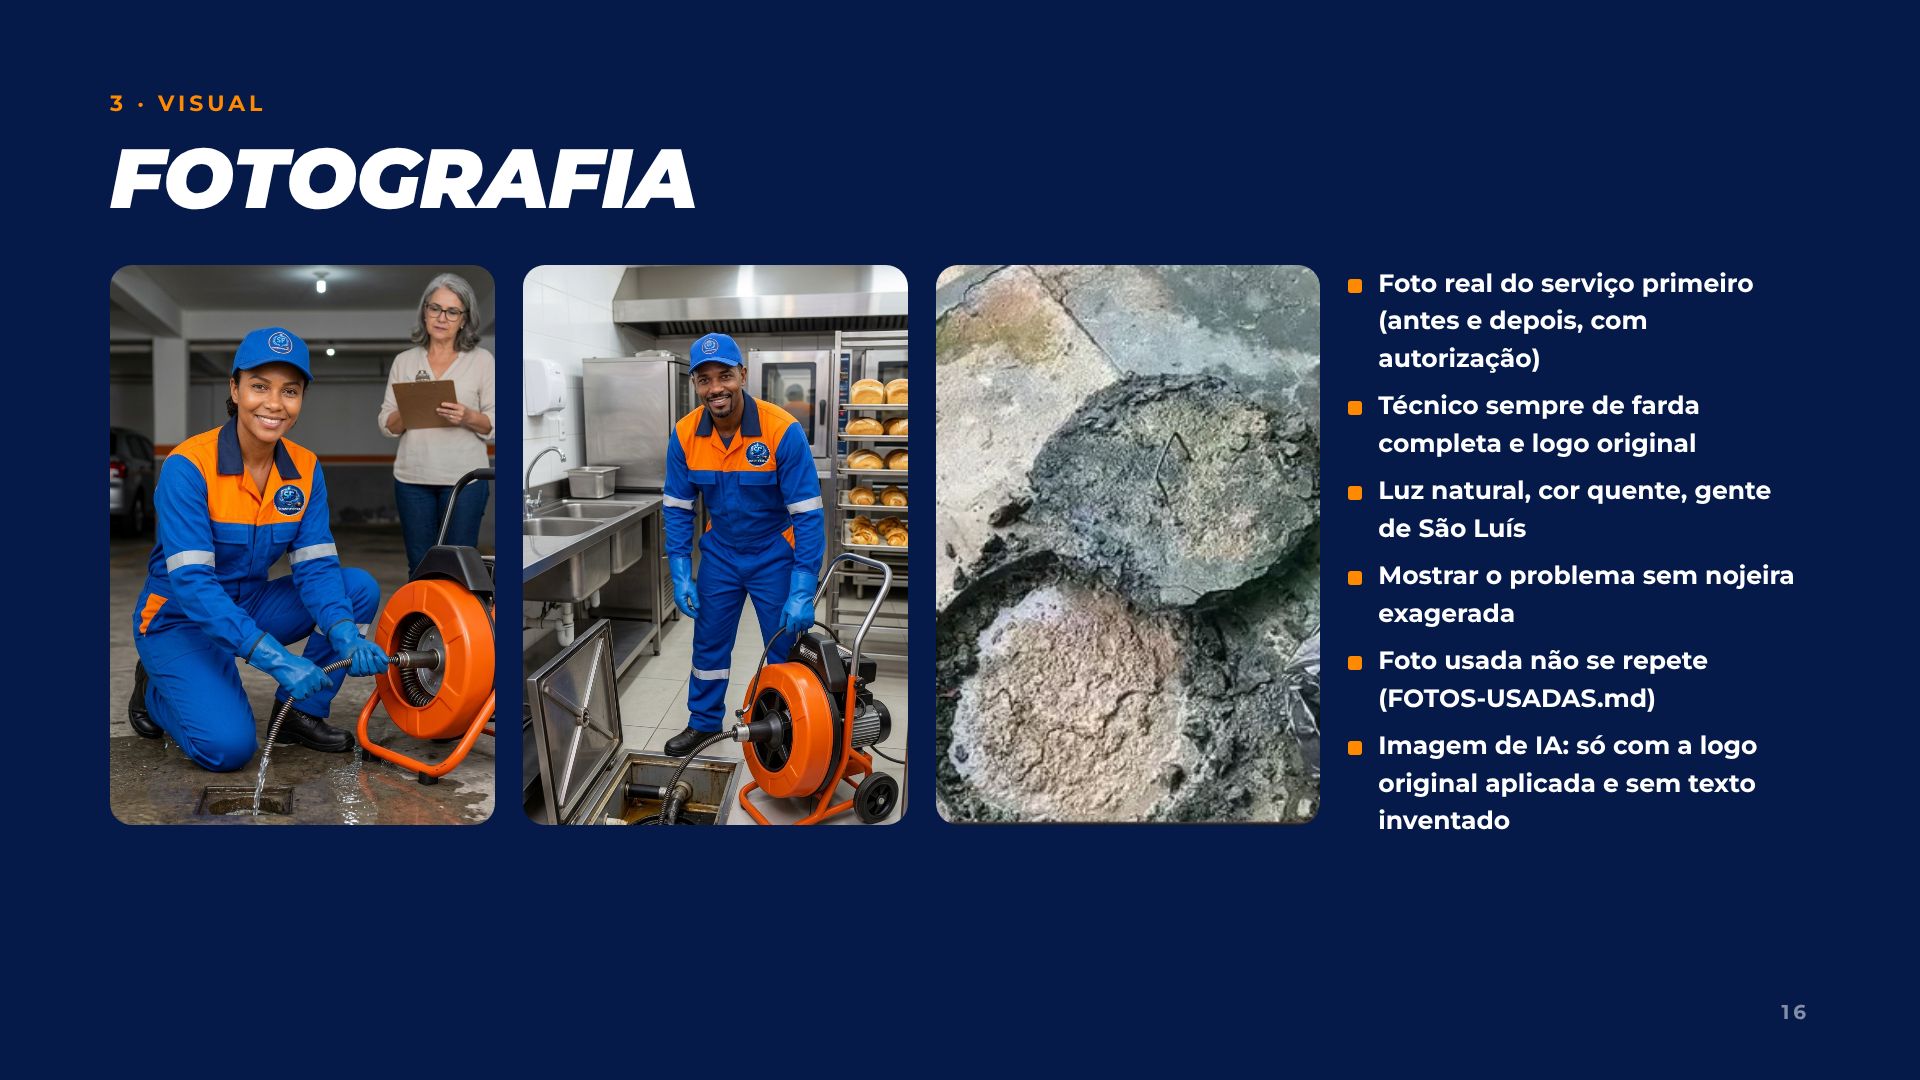 3 · VISUAL
FOTOGRAFIA
Foto real do serviço primeiro
(antes e depois, com
autorização)
Técnico sempre de farda
completa e logo original
Luz natural, cor quente, gente
de São Luís
Mostrar o problema sem nojeira
exagerada
Foto usada não se repete
(FOTOS-USADAS.md)
Imagem de IA: só com a logo
original aplicada e sem texto
inventado
16